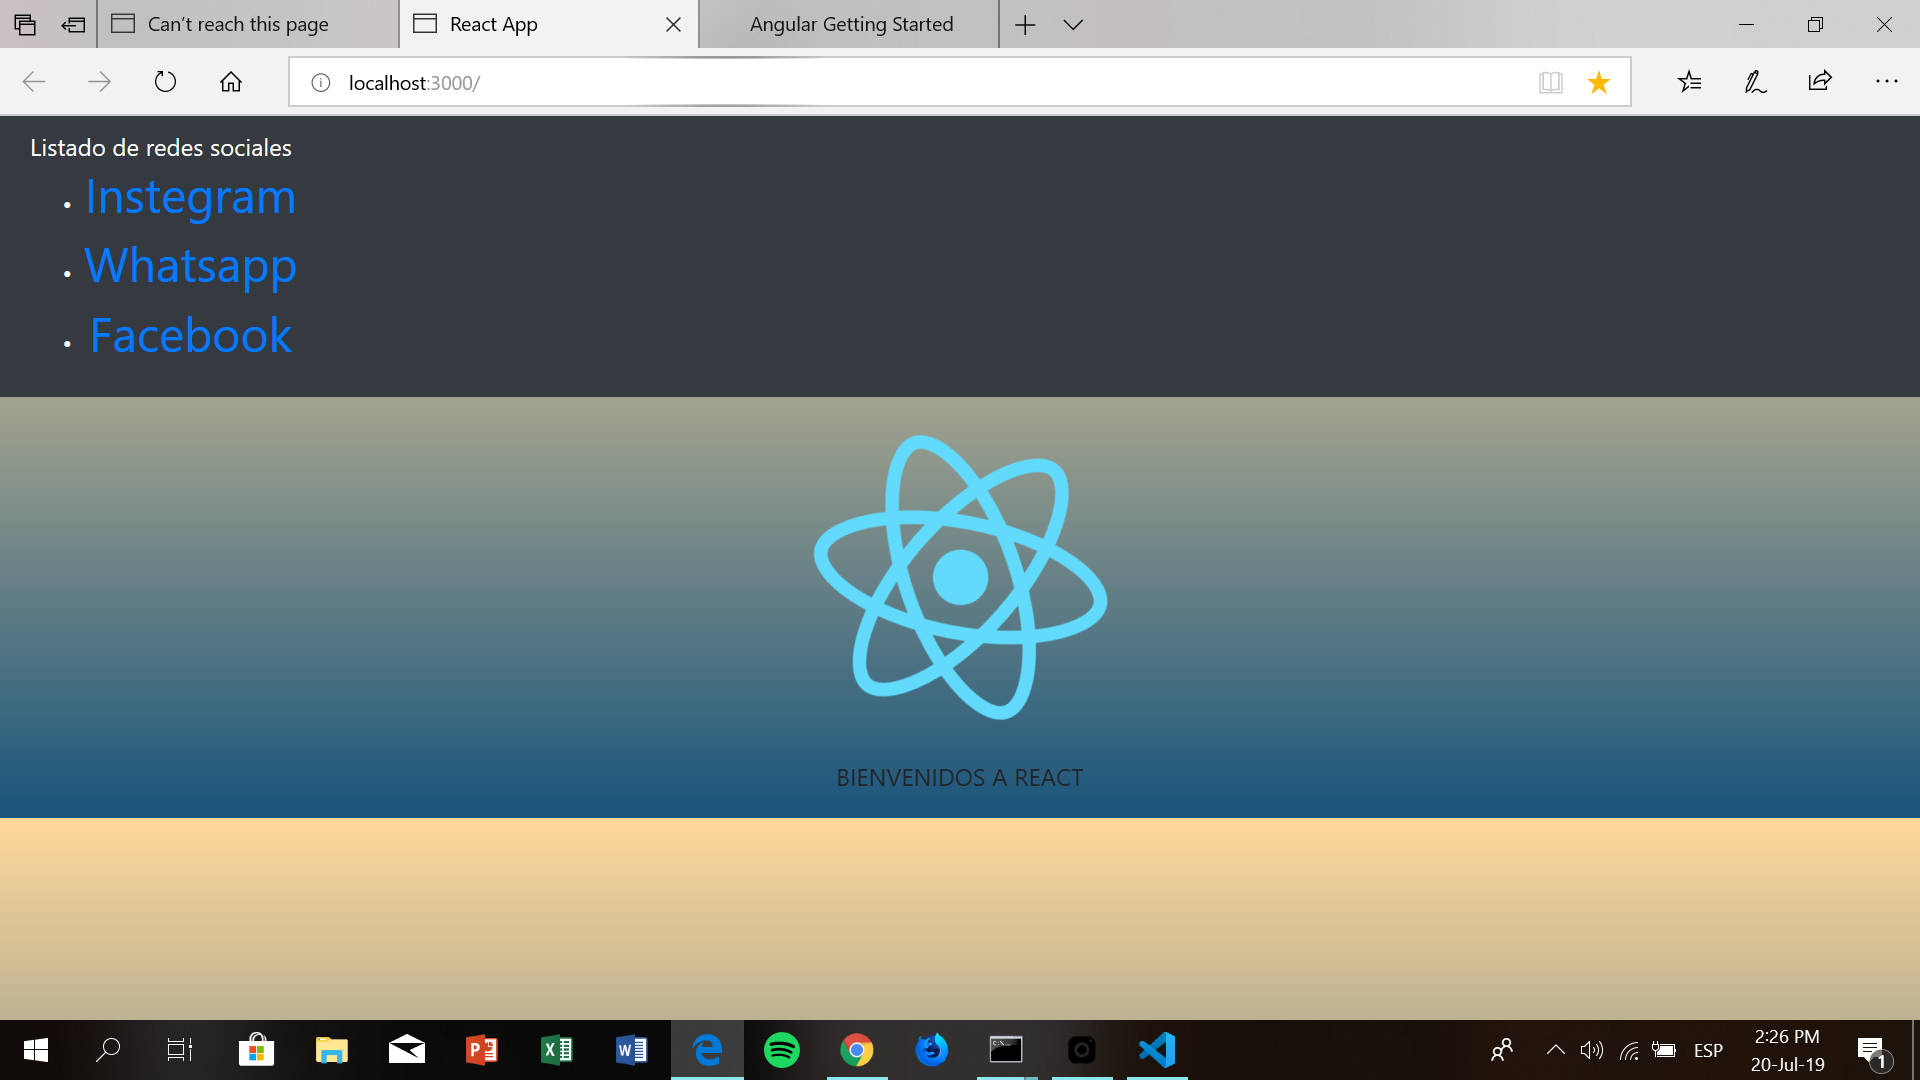 Can't reach this page
React App
Angular Getting Started
localhost:3000/
Listado de redes sociales
Instegram
Whatsapp
Facebook
BIENVENIDOS A REACT
ESP
2:26 PM
20-Jul-19
1